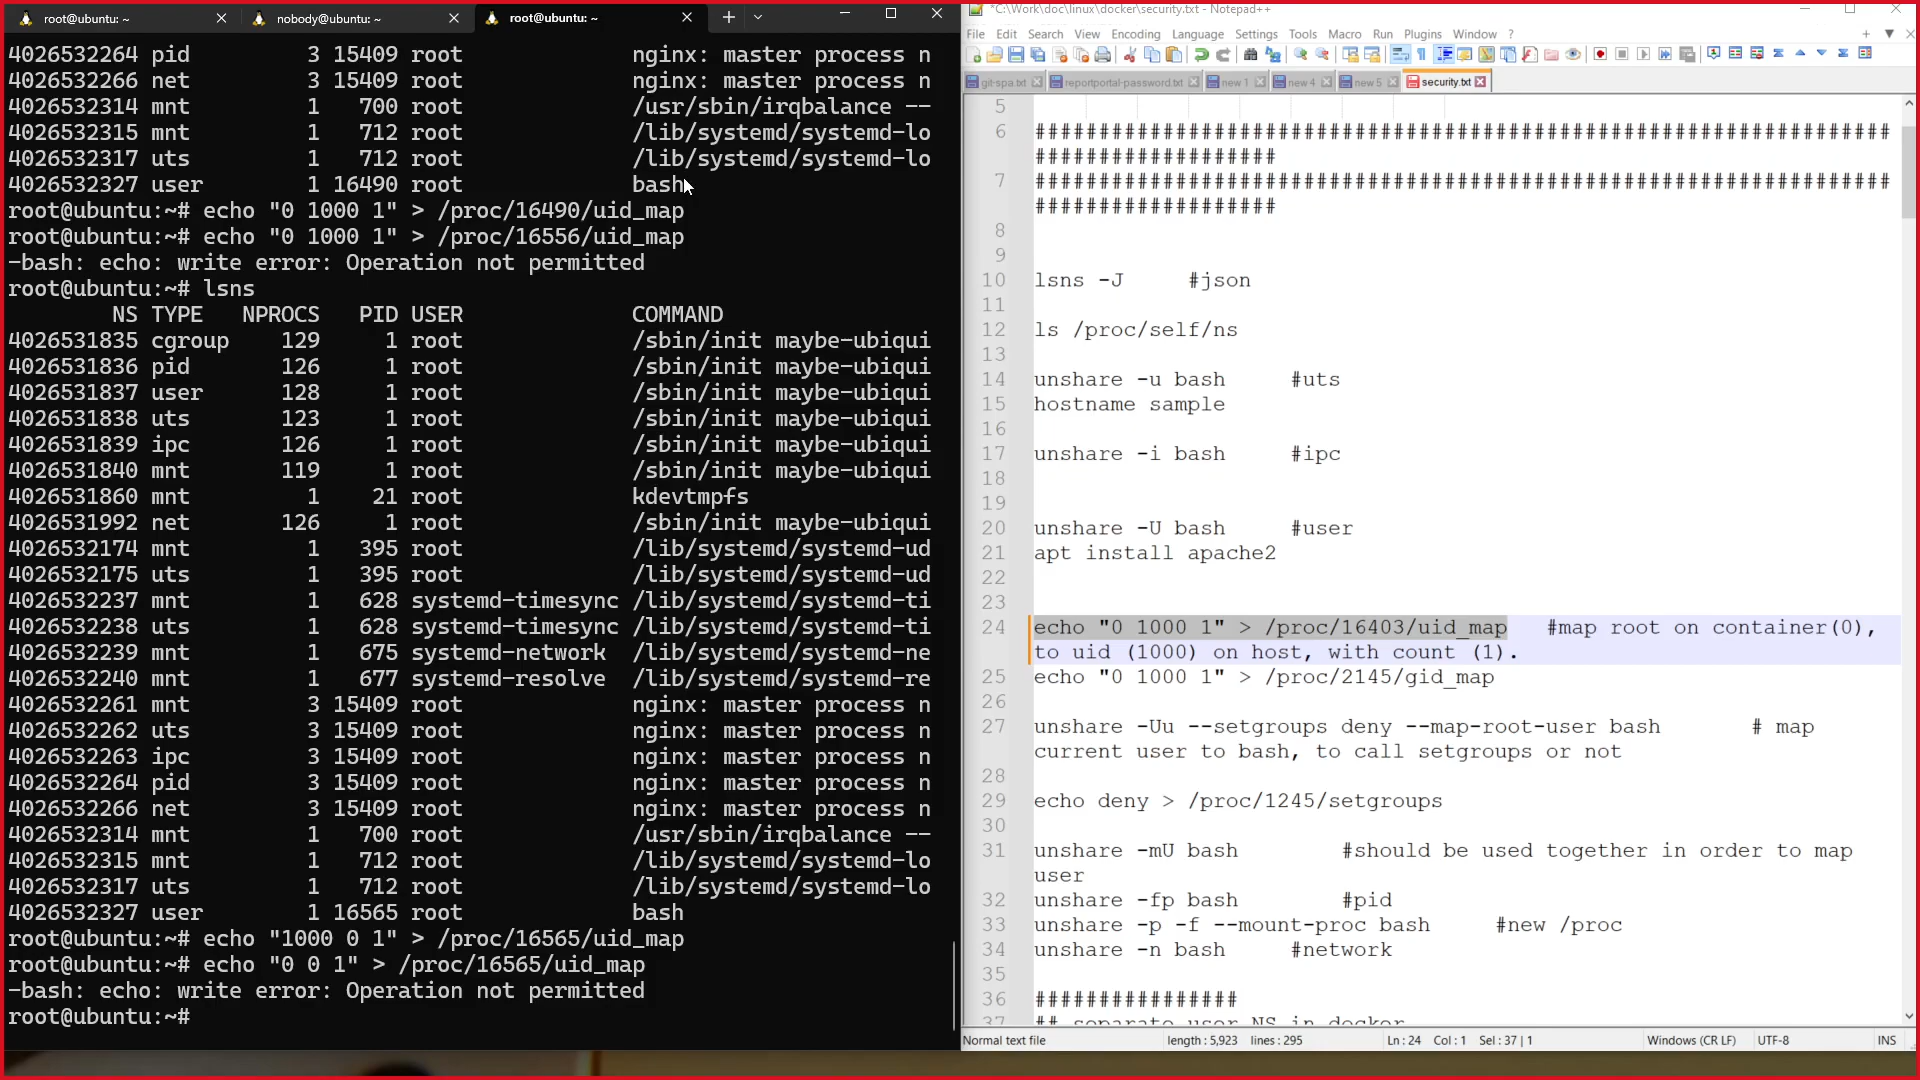 root@ubuntu: ~
nobody@ubuntu: ~
root@ubuntu: ~
4026532264 pid 3 15409 root nginx: master process n
4026532266 net 3 15409 root nginx: master process n
4026532314 mnt 1 700 root /usr/sbin/irqbalance --
4026532315 mnt 1 712 root /lib/systemd/systemd-lo
4026532317 uts 1 712 root /lib/systemd/systemd-lo
4026532327 user 1 16490 root bash
root@ubuntu:~# echo "0 1000 1" > /proc/16490/uid_map
root@ubuntu:~# echo "0 1000 1" > /proc/16556/uid_map
-bash: echo: write error: Operation not permitted
root@ubuntu:~# lsns
NS TYPE NPROCS PID USER COMMAND
4026531835 cgroup 129 1 root /sbin/init maybe-ubiqui
4026531836 pid 126 1 root /sbin/init maybe-ubiqui
4026531837 user 128 1 root /sbin/init maybe-ubiqui
4026531838 uts 123 1 root /sbin/init maybe-ubiqui
4026531839 ipc 126 1 root /sbin/init maybe-ubiqui
4026531840 mnt 119 1 root /sbin/init maybe-ubiqui
4026531860 mnt 1 21 root kdevtmpfs
4026531992 net 126 1 root /sbin/init maybe-ubiqui
4026532174 mnt 1 395 root /lib/systemd/systemd-ud
4026532175 uts 1 395 root /lib/systemd/systemd-ud
4026532237 mnt 1 628 systemd-timesync /lib/systemd/systemd-ti
4026532238 uts 1 628 systemd-timesync /lib/systemd/systemd-ti
4026532239 mnt 1 675 systemd-network /lib/systemd/systemd-ne
4026532240 mnt 1 677 systemd-resolve /lib/systemd/systemd-re
4026532261 mnt 3 15409 root nginx: master process n
4026532262 uts 3 15409 root nginx: master process n
4026532263 ipc 3 15409 root nginx: master process n
4026532264 pid 3 15409 root nginx: master process n
4026532266 net 3 15409 root nginx: master process n
4026532314 mnt 1 700 root /usr/sbin/irqbalance --
4026532315 mnt 1 712 root /lib/systemd/systemd-lo
4026532317 uts 1 712 root /lib/systemd/systemd-lo
4026532327 user 1 16565 root bash
root@ubuntu:~# echo "1000 0 1" > /proc/16565/uid_map
root@ubuntu:~# echo "0 0 1" > /proc/16565/uid_map
-bash: echo: write error: Operation not permitted
root@ubuntu:~#
*C:\Work\doc\linux\docker\security.txt - Notepad++
File Edit Search View Encoding Language Settings Tools Macro Run Plugins Window ?
git-spa.txt reportportal-password.txt new 1 new 4 new 5 security.txt
5
6 ###################################################################
###################
7 ###################################################################
###################
8
9
10 lsns -J #json
11
12 ls /proc/self/ns
13
14 unshare -u bash #uts
15 hostname sample
16
17 unshare -i bash #ipc
18
19
20 unshare -U bash #user
21 apt install apache2
22
23
24 echo "0 1000 1" > /proc/16403/uid_map #map root on container(0),
to uid (1000) on host, with count (1).
25 echo "0 1000 1" > /proc/2145/gid_map
26
27 unshare -Uu --setgroups deny --map-root-user bash # map
current user to bash, to call setgroups or not
28
29 echo deny > /proc/1245/setgroups
30
31 unshare -mU bash #should be used together in order to map
user
32 unshare -fp bash #pid
33 unshare -p -f --mount-proc bash #new /proc
34 unshare -n bash #network
35
36 ################
37 ## separate user NS in docker
Normal text file length : 5,923 lines : 295 Ln : 24 Col : 1 Sel : 37 | 1 Windows (CR LF) UTF-8 INS